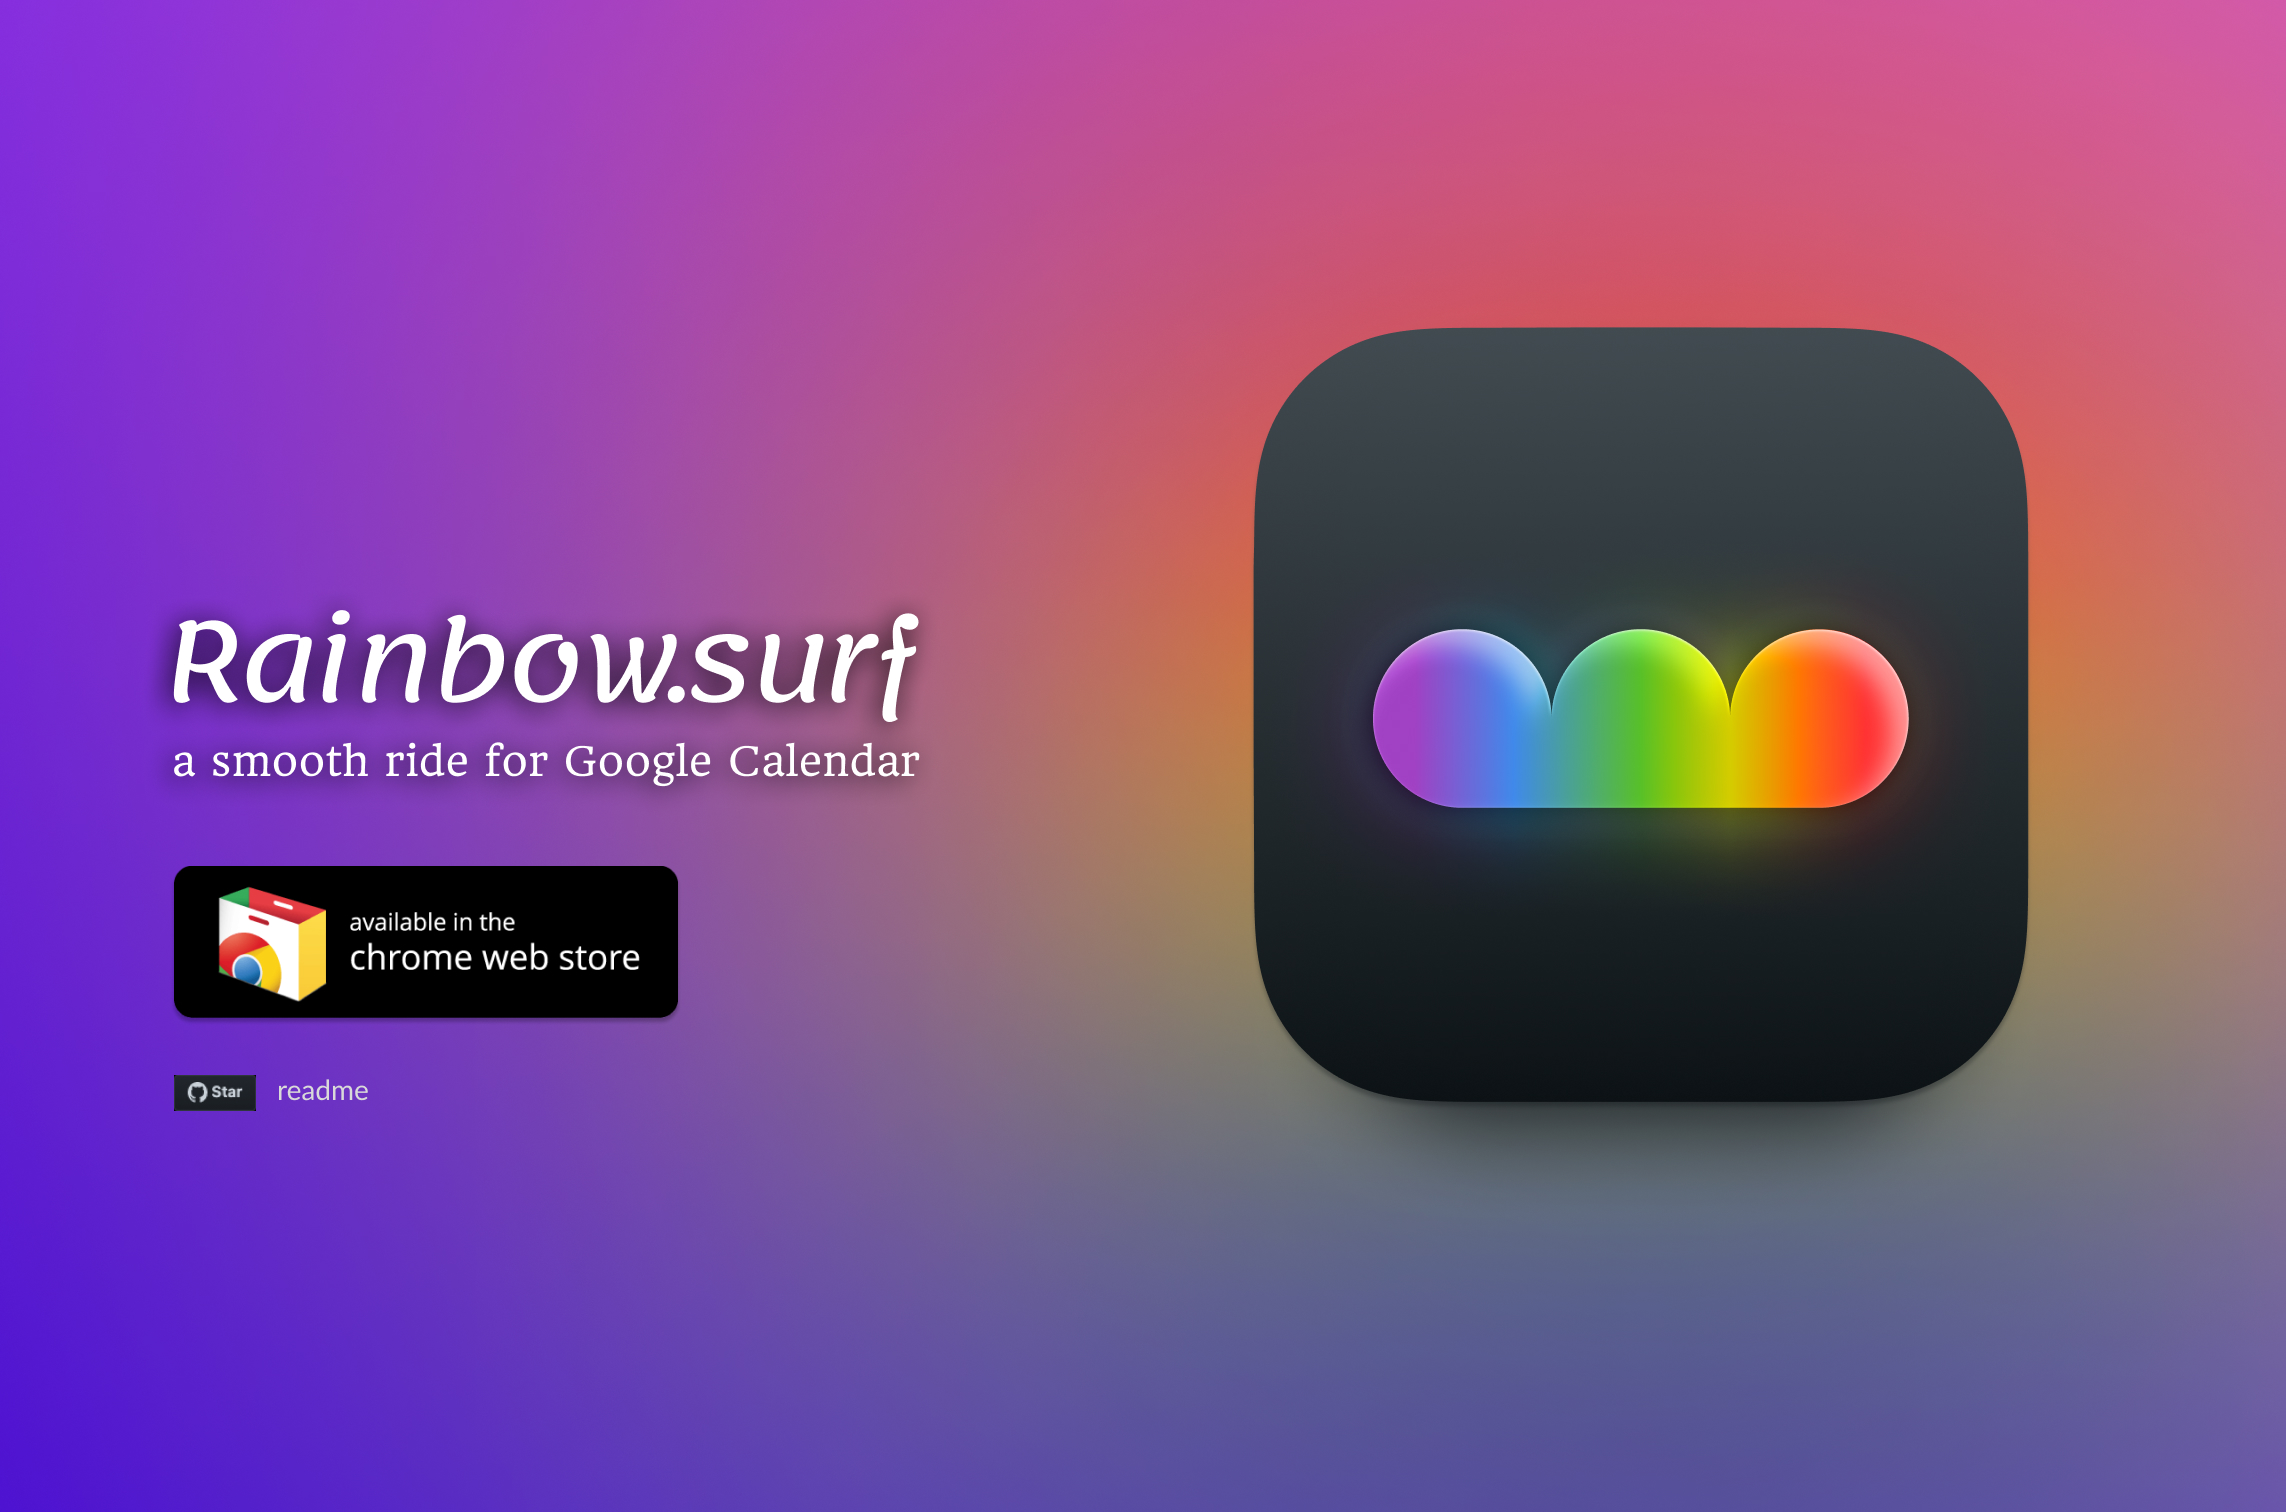 Rainbow.surf
a smooth ride for Google Calendar
available in the
chrome web store
Star readme